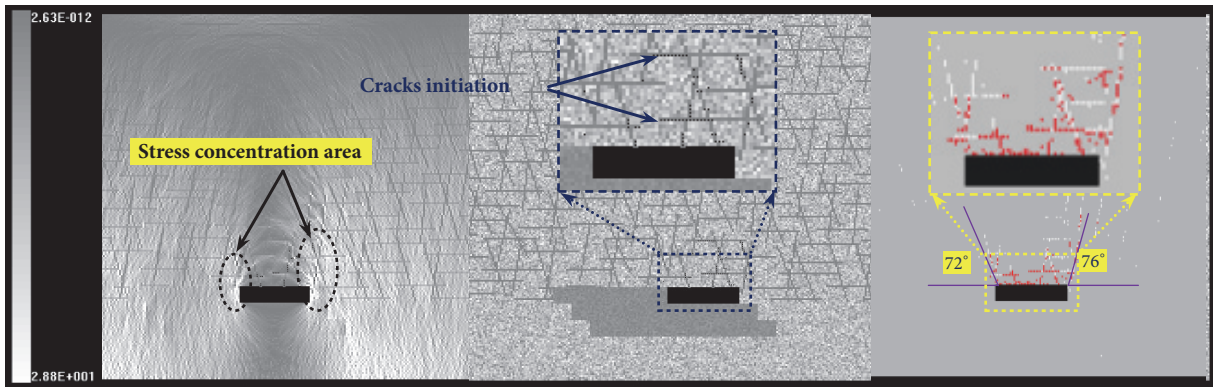 2.63E-012
Cracks initiation
Stress concentration area
72°
76°
2.88E+001